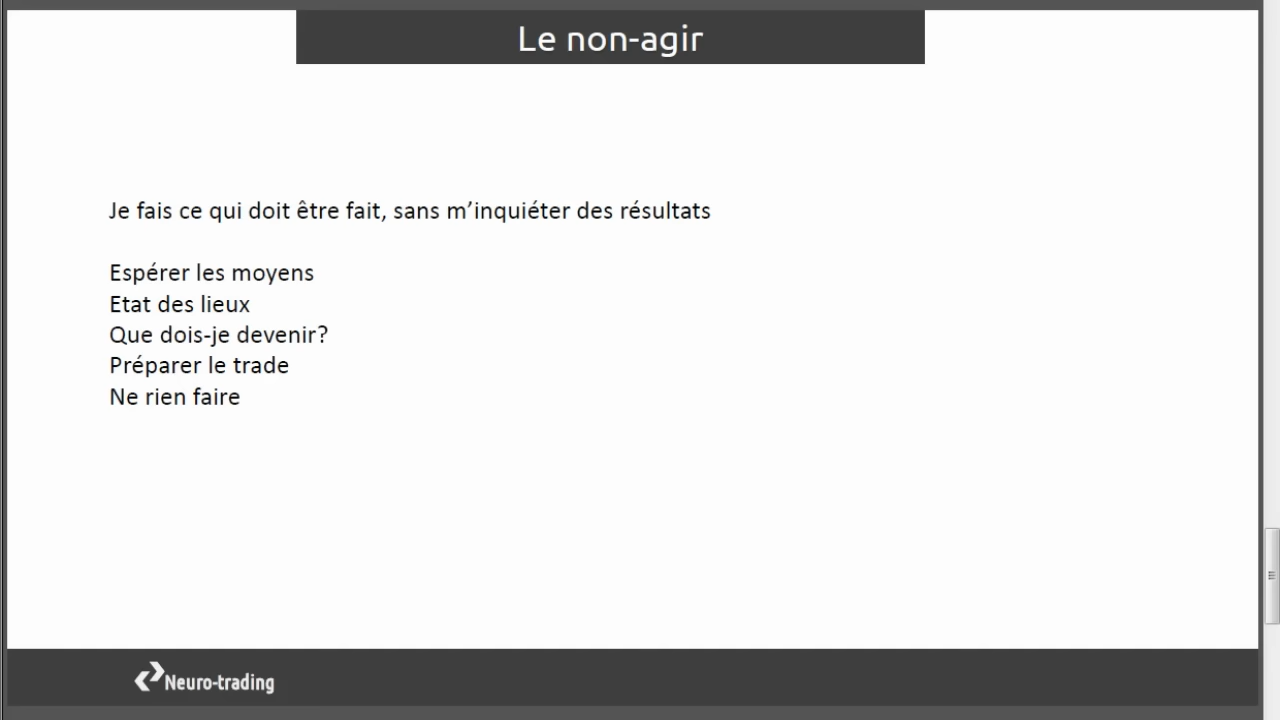 Le non-agir
Je fais ce qui doit être fait, sans m’inquiéter des résultats
Espérer les moyens
Etat des lieux
Que dois-je devenir?
Préparer le trade
Ne rien faire
Neuro-trading